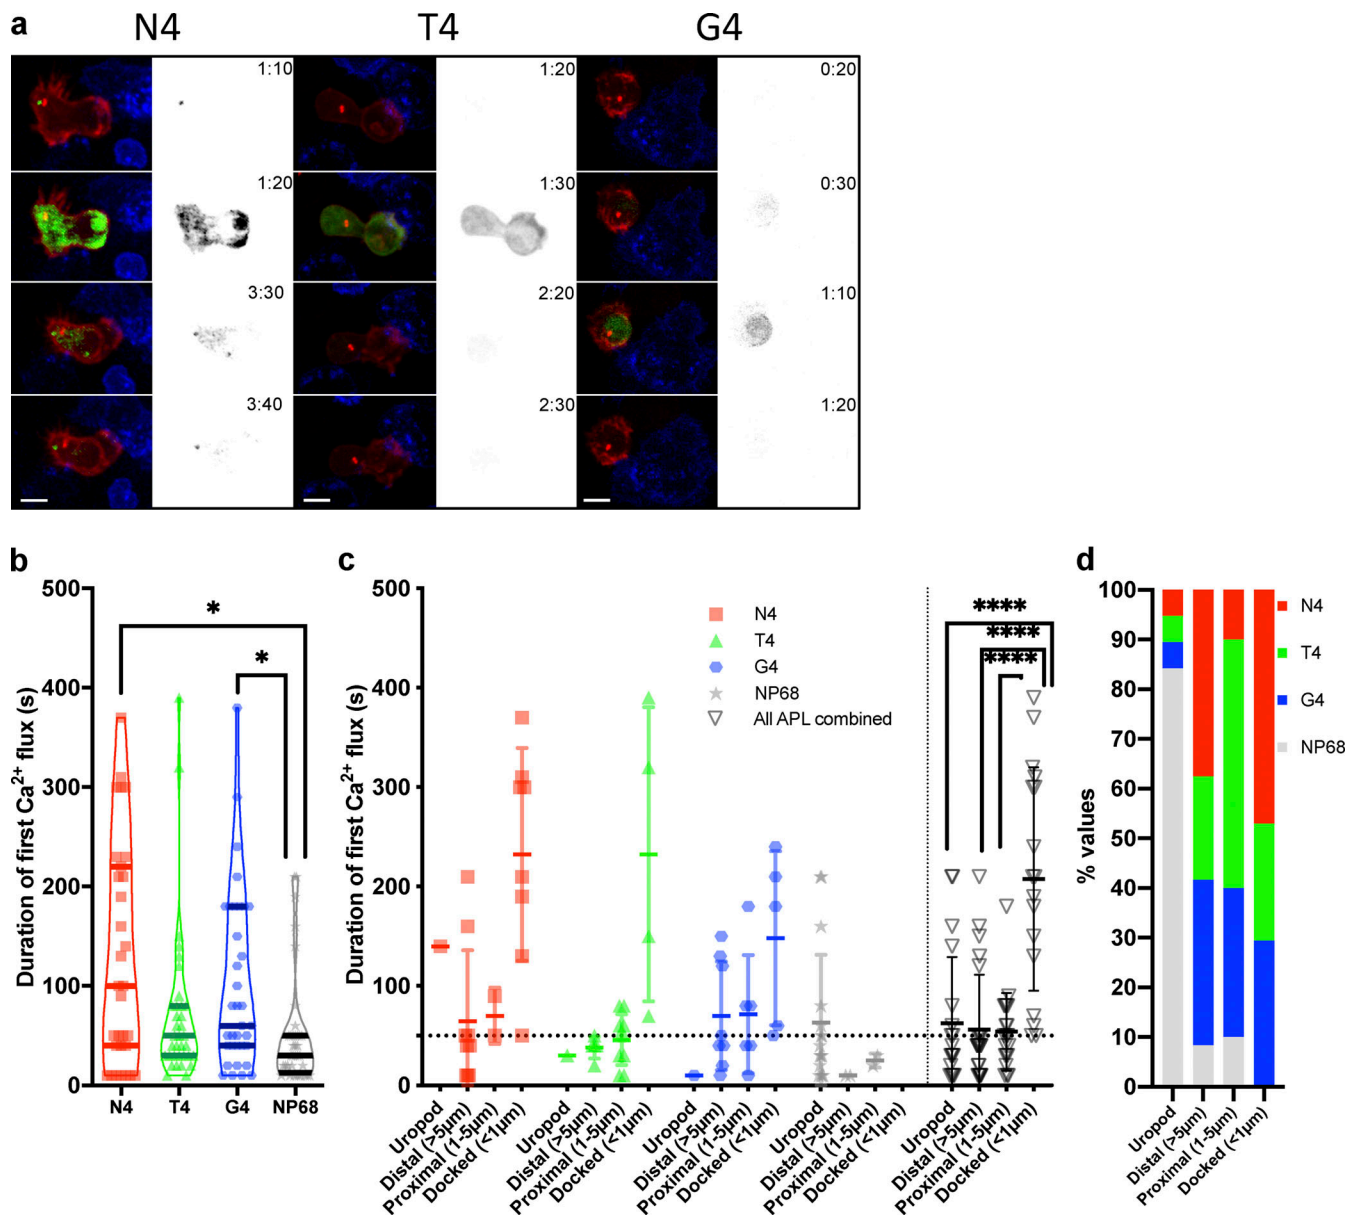 a
N4 T4 G4
1:10 1:20 0:20
1:20 1:30 0:30
3:30 2:20 1:10
3:40 2:30 1:20
b
Duration of first Ca²⁺ flux (s)
500
400
300
200
100
0
*
*
N4 T4 G4 NP68
c
Duration of first Ca²⁺ flux (s)
500
400
300
200
100
0
N4
T4
G4
NP68
All APL combined
****
****
****
Uropod
Distal (>5μm)
Proximal (1-5μm)
Docked (<1μm)
Uropod
Distal (>5μm)
Proximal (1-5μm)
Docked (<1μm)
Uropod
Distal (>5μm)
Proximal (1-5μm)
Docked (<1μm)
Uropod
Distal (>5μm)
Proximal (1-5μm)
Docked (<1μm)
Uropod
Distal (>5μm)
Proximal (1-5μm)
Docked (<1μm)
d
% values
100
90
80
70
60
50
40
30
20
10
0
N4
T4
G4
NP68
Uropod
Distal (>5μm)
Proximal (1-5μm)
Docked (<1μm)